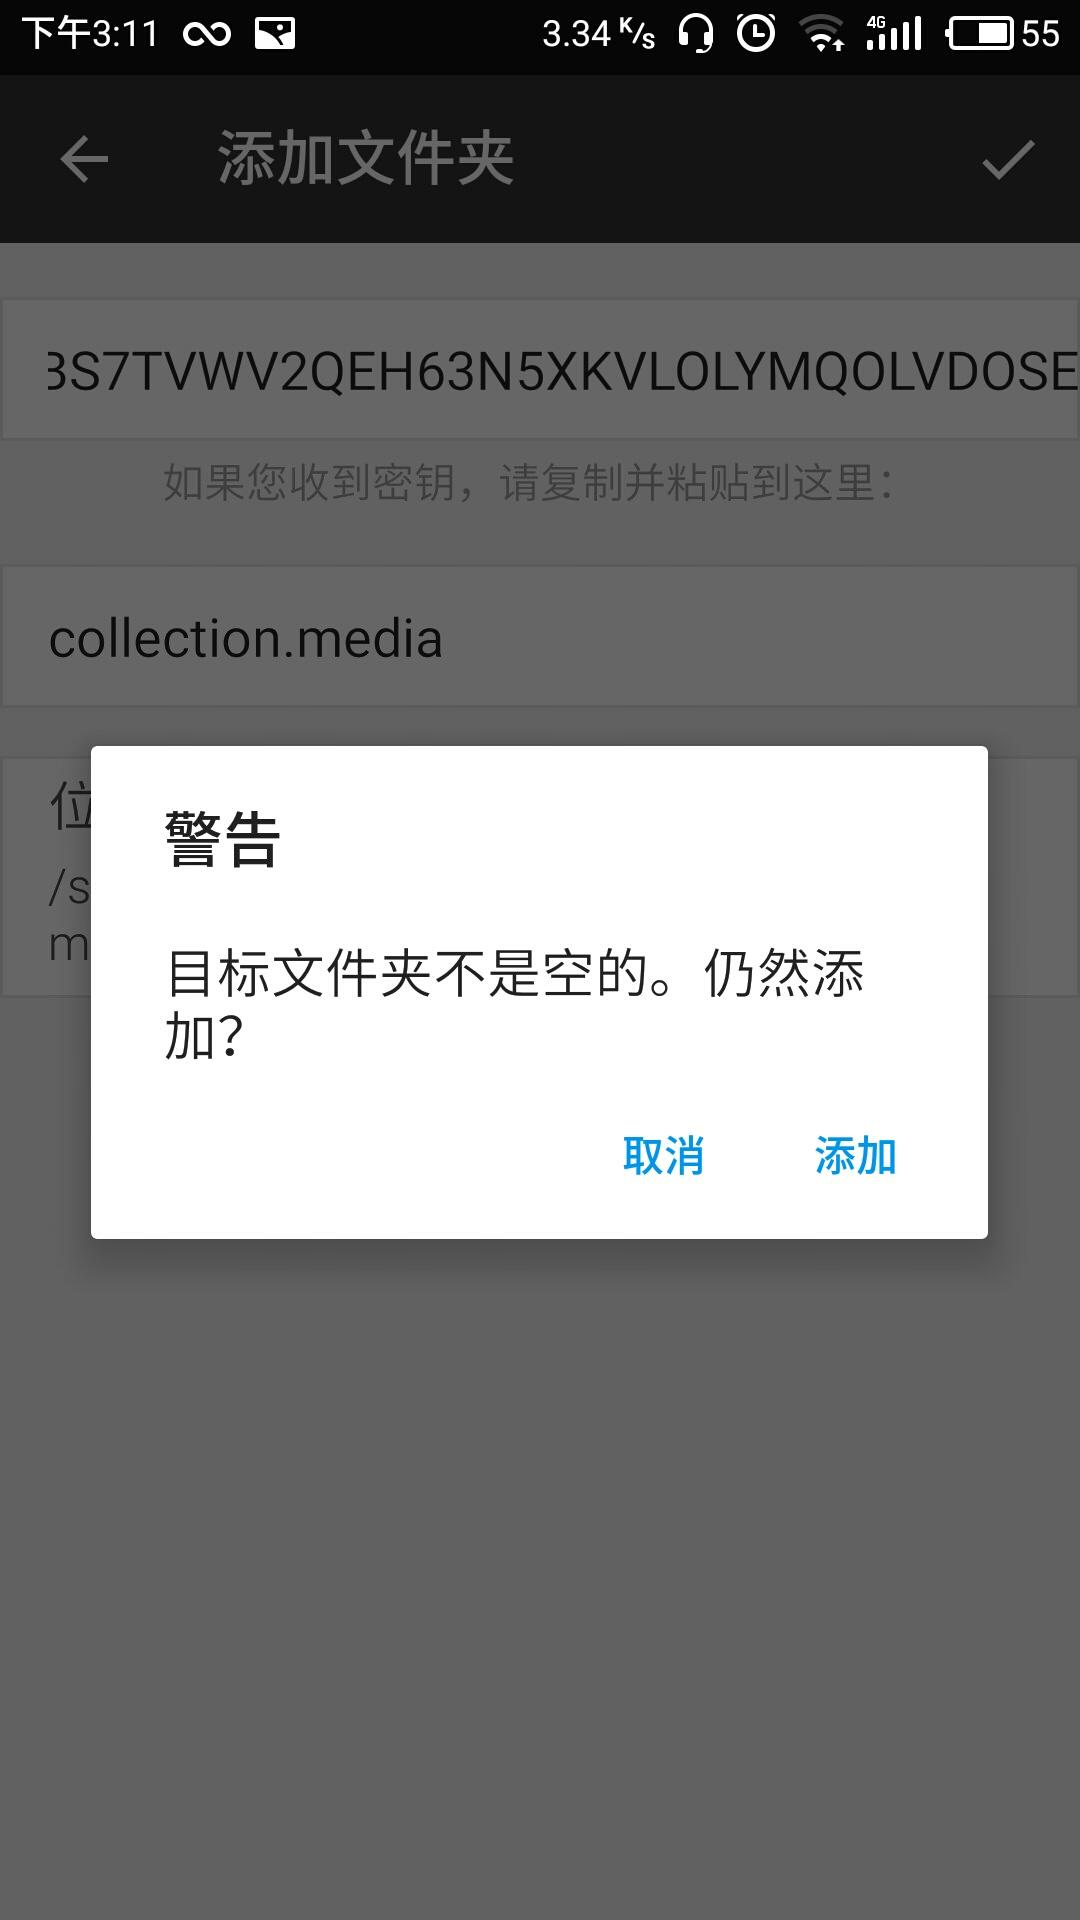 下午3:11 3.34 K/s 4G 55
添加文件夹
3S7TVWV2QEH63N5XKVLOLYMQOLVDOSE
如果您收到密钥，请复制并粘贴到这里：
collection.media
位
/s
m
警告
目标文件夹不是空的。仍然添
加？
取消 添加